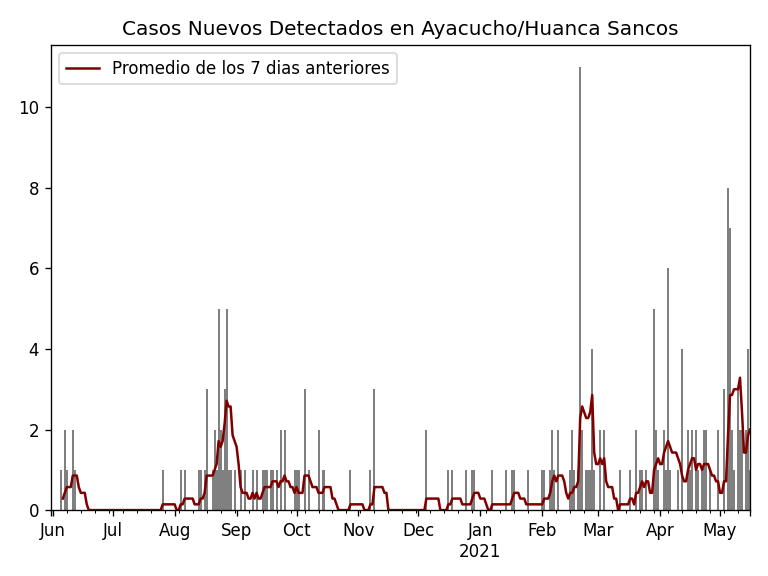 Casos Nuevos Detectados en Ayacucho/Huanca Sancos
Promedio de los 7 dias anteriores
10
8
6
4
2
0
Jun Jul Aug Sep Oct Nov Dec Jan Feb Mar Apr May
2021